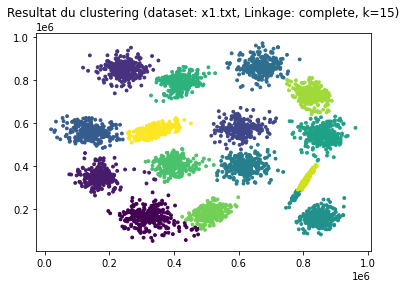 Resultat du clustering (dataset: x1.txt, Linkage: complete, k=15)
1e6
1.0
0.8
0.6
0.4
0.2
0.0 0.2 0.4 0.6 0.8 1.0
1e6